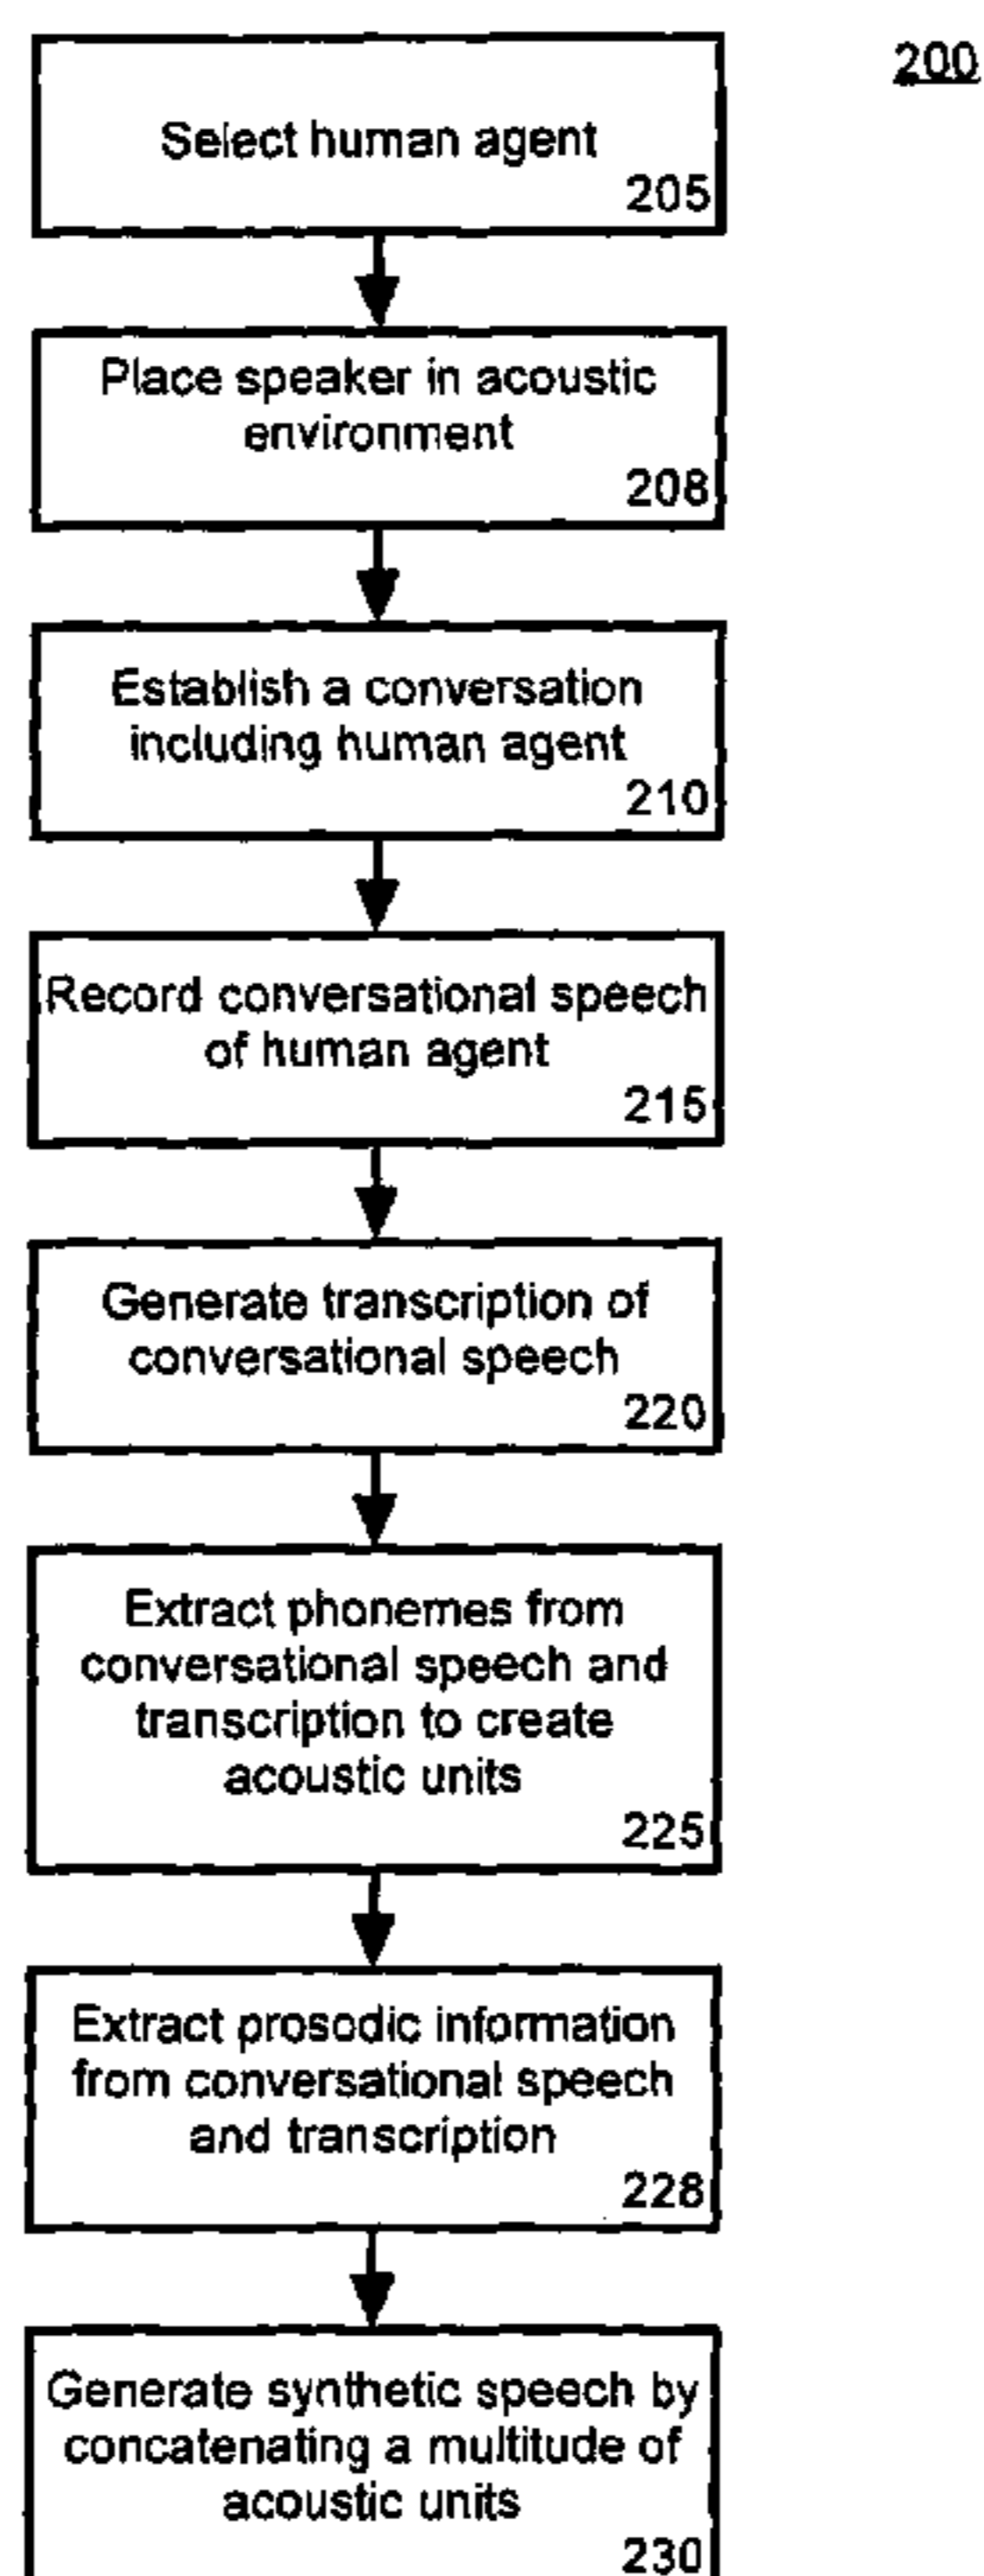 200
Select human agent
205
Place speaker in acoustic
environment
208
Establish a conversation
including human agent
210
Record conversational speech
of human agent
215
Generate transcription of
conversational speech
220
Extract phonemes from
conversational speech and
transcription to create
acoustic units
225
Extract prosodic information
from conversational speech
and transcription
228
Generate synthetic speech by
concatenating a multitude of
acoustic units
230